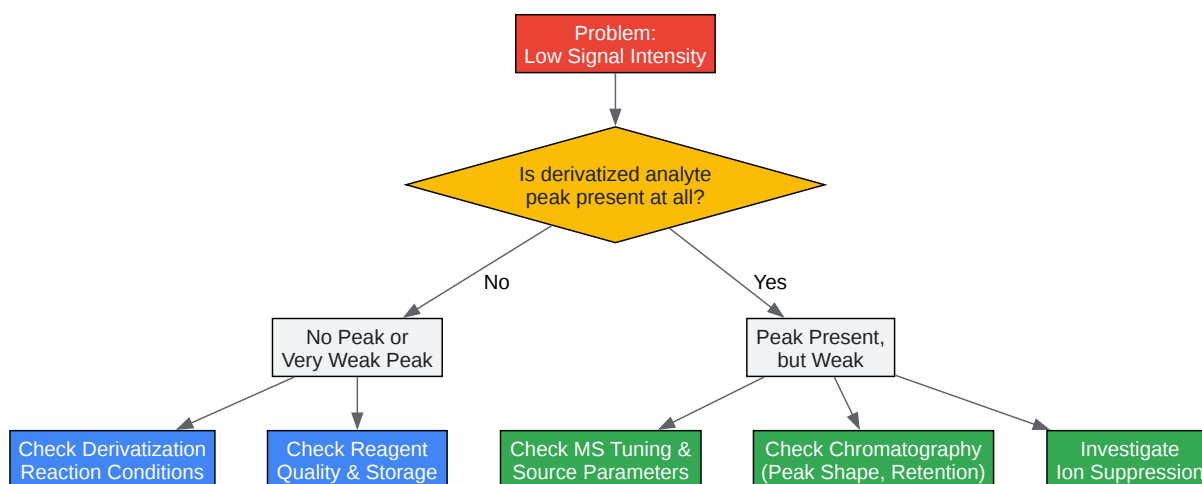 Problem:
Low Signal Intensity
Is derivatized analyte
peak present at all?
No
Yes
No Peak or
Very Weak Peak
Peak Present,
but Weak
Check Derivatization
Reaction Conditions
Check Reagent
Quality & Storage
Check MS Tuning &
Source Parameters
Check Chromatography
(Peak Shape, Retention)
Investigate
Ion Suppression